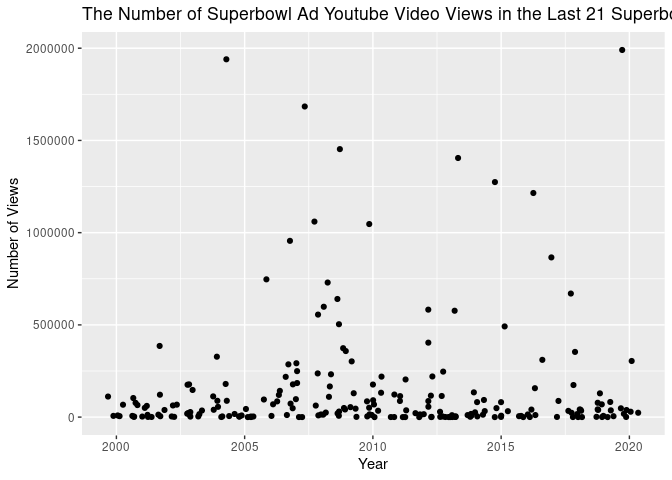 The Number of Superbowl Ad Youtube Video Views in the Last 21 Superbo
2000000
1500000
1000000
500000
0
Number of Views
2000 2005 2010 2015 2020
Year